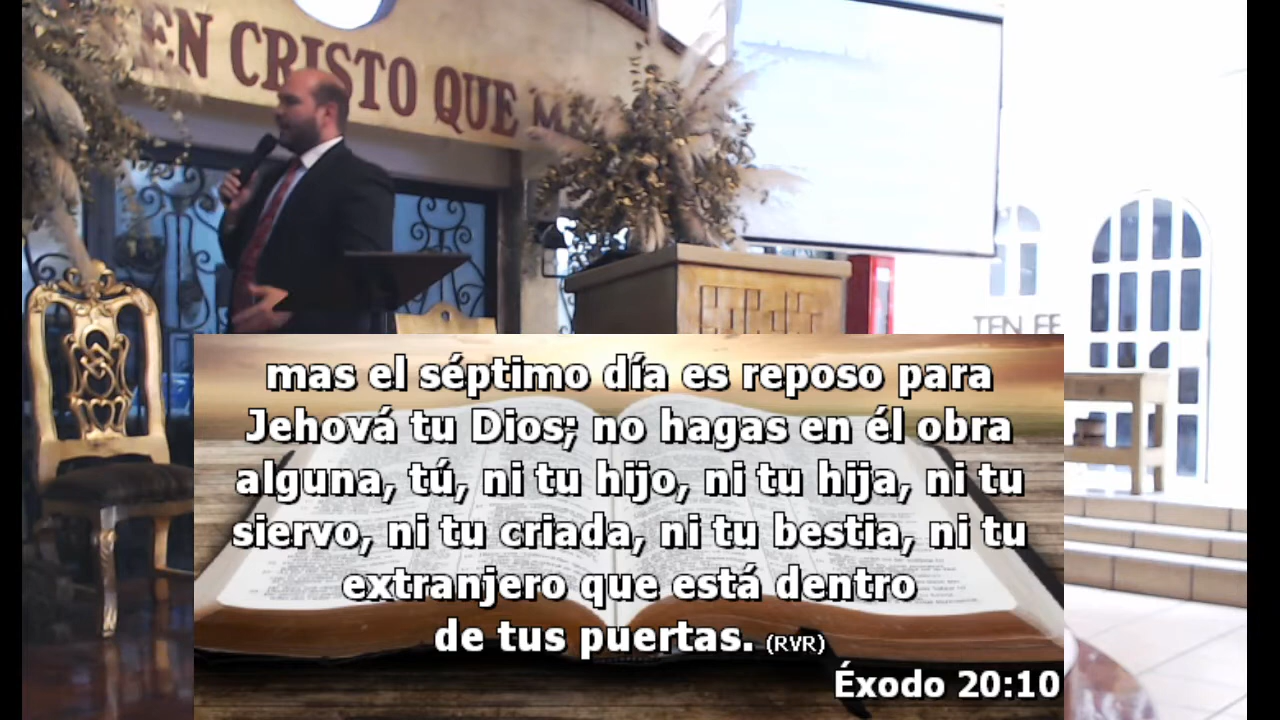 EN CRISTO QUE ME
TEN FE
mas el séptimo día es reposo para
Jehová tu Dios; no hagas en él obra
alguna, tú, ni tu hijo, ni tu hija, ni tu
siervo, ni tu criada, ni tu bestia, ni tu
extranjero que está dentro
de tus puertas. (RVR)
Éxodo 20:10